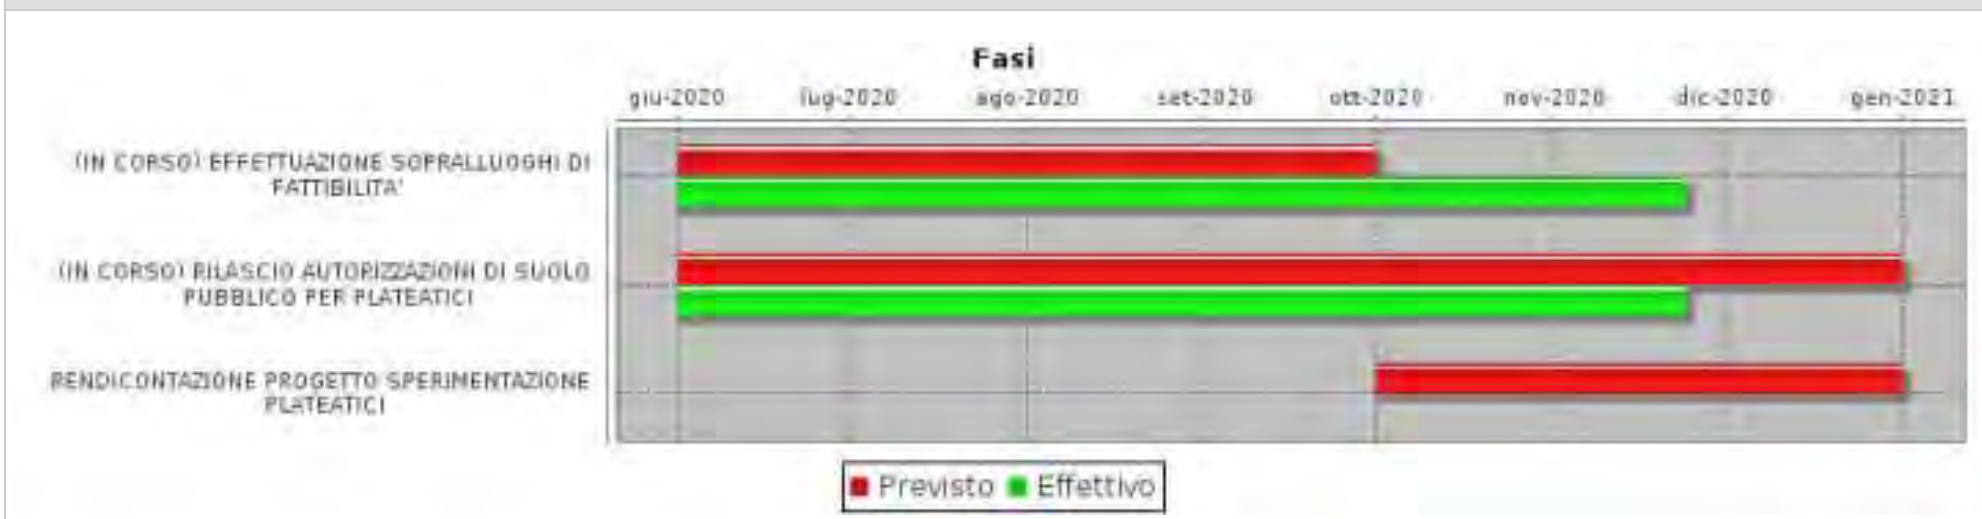 Fasi
giu-2020 lug-2020 ago-2020 set-2020 ott-2020 nov-2020 dic-2020 gen-2021
(IN CORSO) EFFETTUAZIONE SOPRALLUOGHI DI
FATTIBILITA'
(IN CORSO) RILASCIO AUTORIZZAZIONI DI SUOLO
PUBBLICO PER PLATEATICI
RENDICONTAZIONE PROGETTO SPERIMENTAZIONE
PLATEATICI
Previsto Effettivo